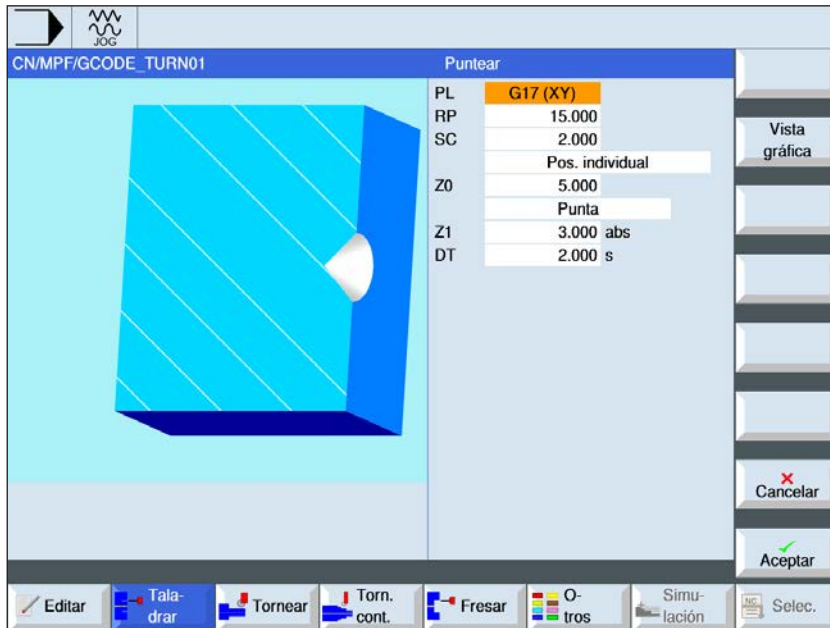 JOG
CN/MPF/GCODE_TURN01
Puntear
PL G17 (XY)
RP 15.000
SC 2.000
Pos. individual
Z0 5.000
Punta
Z1 3.000 abs
DT 2.000 s
Vista
gráfica
Cancelar
Aceptar
Editar
Tala-
drar
Tornear
Torn.
cont.
Fresar
O-
tros
Simu-
lación
NC
Selec.